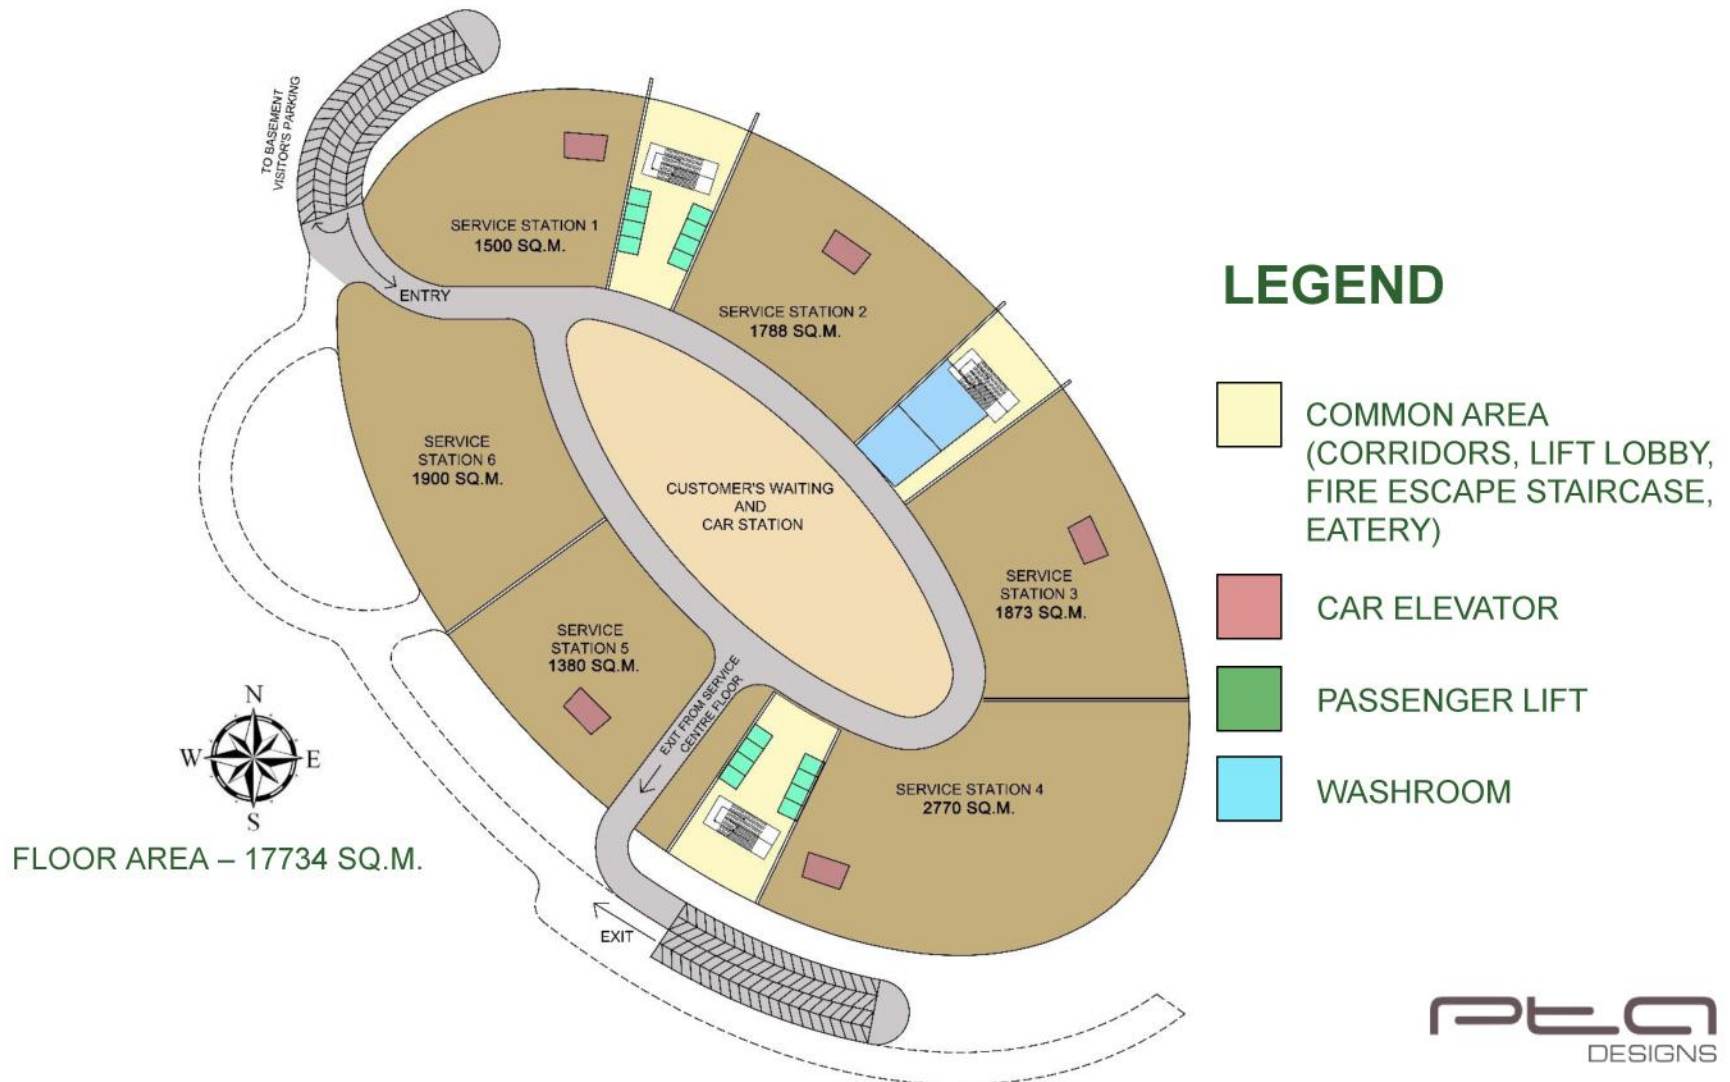 TO BASEMENT
VISITOR'S PARKING
SERVICE STATION 1
1500 SQ.M.
ENTRY
SERVICE STATION 2
1788 SQ.M.
SERVICE
STATION 6
1900 SQ.M.
CUSTOMER'S WAITING
AND
CAR STATION
SERVICE
STATION 3
1873 SQ.M.
SERVICE
STATION 5
1380 SQ.M.
EXIT FROM SERVICE
CENTRE FLOOR
SERVICE STATION 4
2770 SQ.M.
EXIT
N
W
E
S
FLOOR AREA – 17734 SQ.M.
LEGEND
COMMON AREA
(CORRIDORS, LIFT LOBBY,
FIRE ESCAPE STAIRCASE,
EATERY)
CAR ELEVATOR
PASSENGER LIFT
WASHROOM
pta
DESIGNS